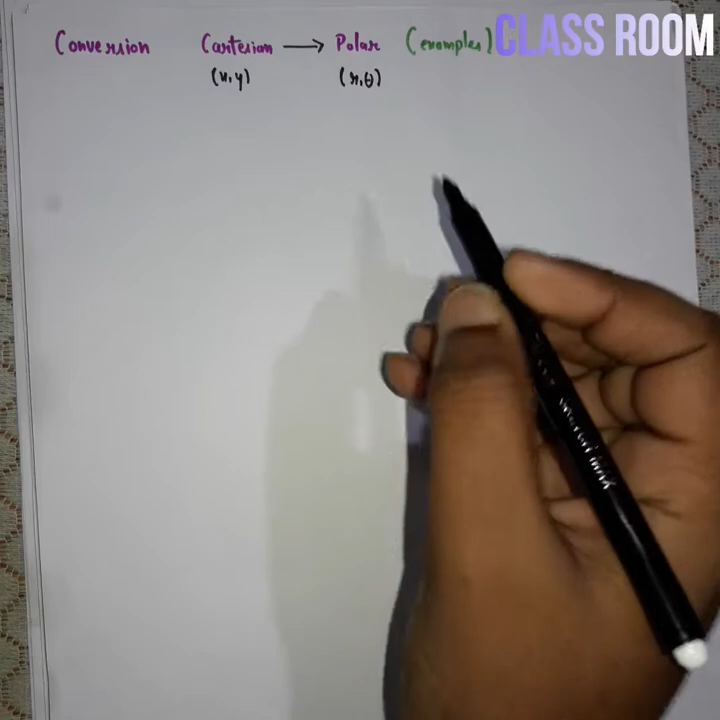 Conversion Cartesian → Polar (examples) CLASS ROOM
(x,y) (r,θ)